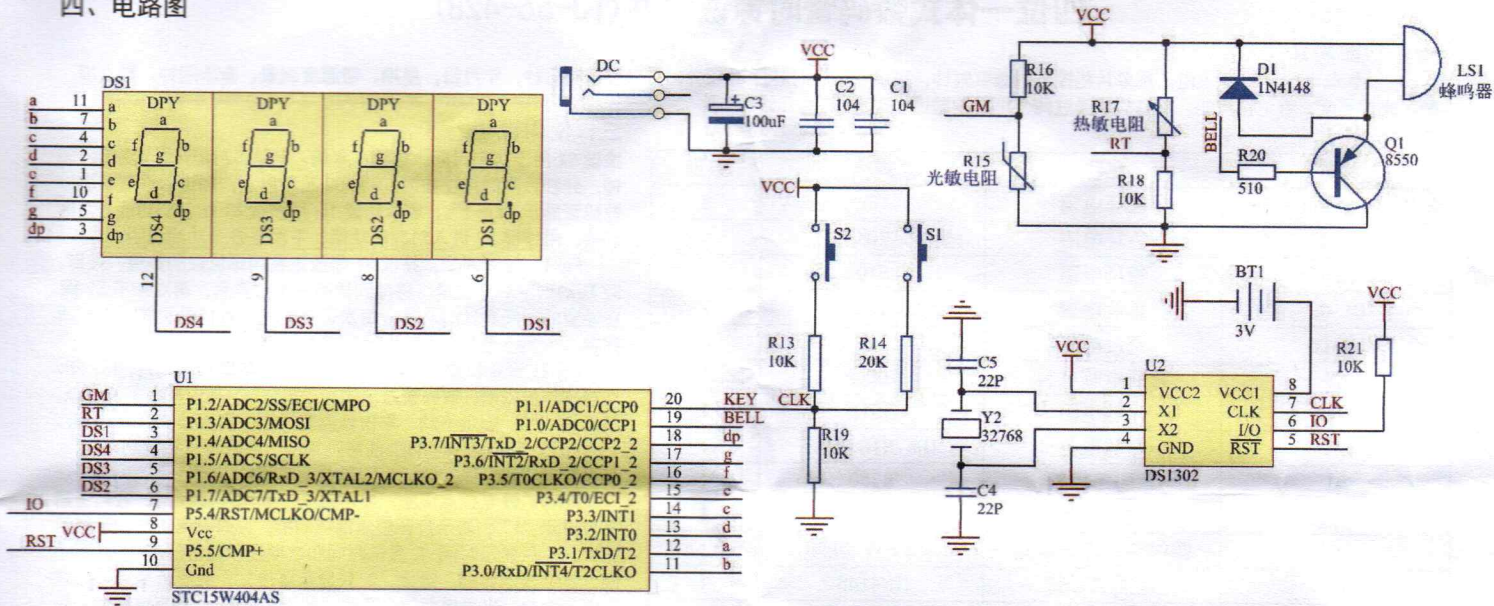 四、电路图
DS1
a 11 a
b 7 b
c 4 c
d 2 d
e 1 e
f 10 f
g 5 g
dp 3 dp
DPY DPY DPY DPY
a a a a
f b f b f b f b
g g g g
e c e c e c e c
d d d d
dp dp dp dp
DS4 DS3 DS2 DS1
12 9 8 6
DS4 DS3 DS2 DS1
DC
VCC
C3
100uF
C2
104
C1
104
VCC
R16
10K
GM
R15
光敏电阻
R17
热敏电阻
RT
R18
10K
D1
1N4148
BELL
R20
510
Q1
8550
LS1
蜂鸣器
VCC
S2
S1
R13
10K
R14
20K
R19
10K
C5
22P
Y2
32768
C4
22P
VCC
BT1
3V
VCC
R21
10K
U2
1 VCC2 VCC1 8
2 X1 CLK 7 CLK
3 X2 I/O 6 IO
4 GND RST 5 RST
DS1302
U1
GM 1 P1.2/ADC2/SS/ECI/CMPO P1.1/ADC1/CCP0 20 KEY CLK
RT 2 P1.3/ADC3/MOSI P1.0/ADC0/CCP1 19 BELL
DS1 3 P1.4/ADC4/MISO P3.7/INT3/TxD_2/CCP2/CCP2_2 18 dp
DS4 4 P1.5/ADC5/SCLK P3.6/INT2/RxD_2/CCP1_2 17 g
DS3 5 P1.6/ADC6/RxD_3/XTAL2/MCLKO_2 P3.5/T0CLKO/CCP0_2 16 f
DS2 6 P1.7/ADC7/TxD_3/XTAL1 P3.4/T0/ECI_2 15 e
IO 7 P5.4/RST/MCLKO/CMP- P3.3/INT1 14 c
VCC 8 Vcc P3.2/INT0 13 d
RST 9 P5.5/CMP+ P3.1/TxD/T2 12 a
10 Gnd P3.0/RxD/INT4/T2CLKO 11 b
STC15W404AS